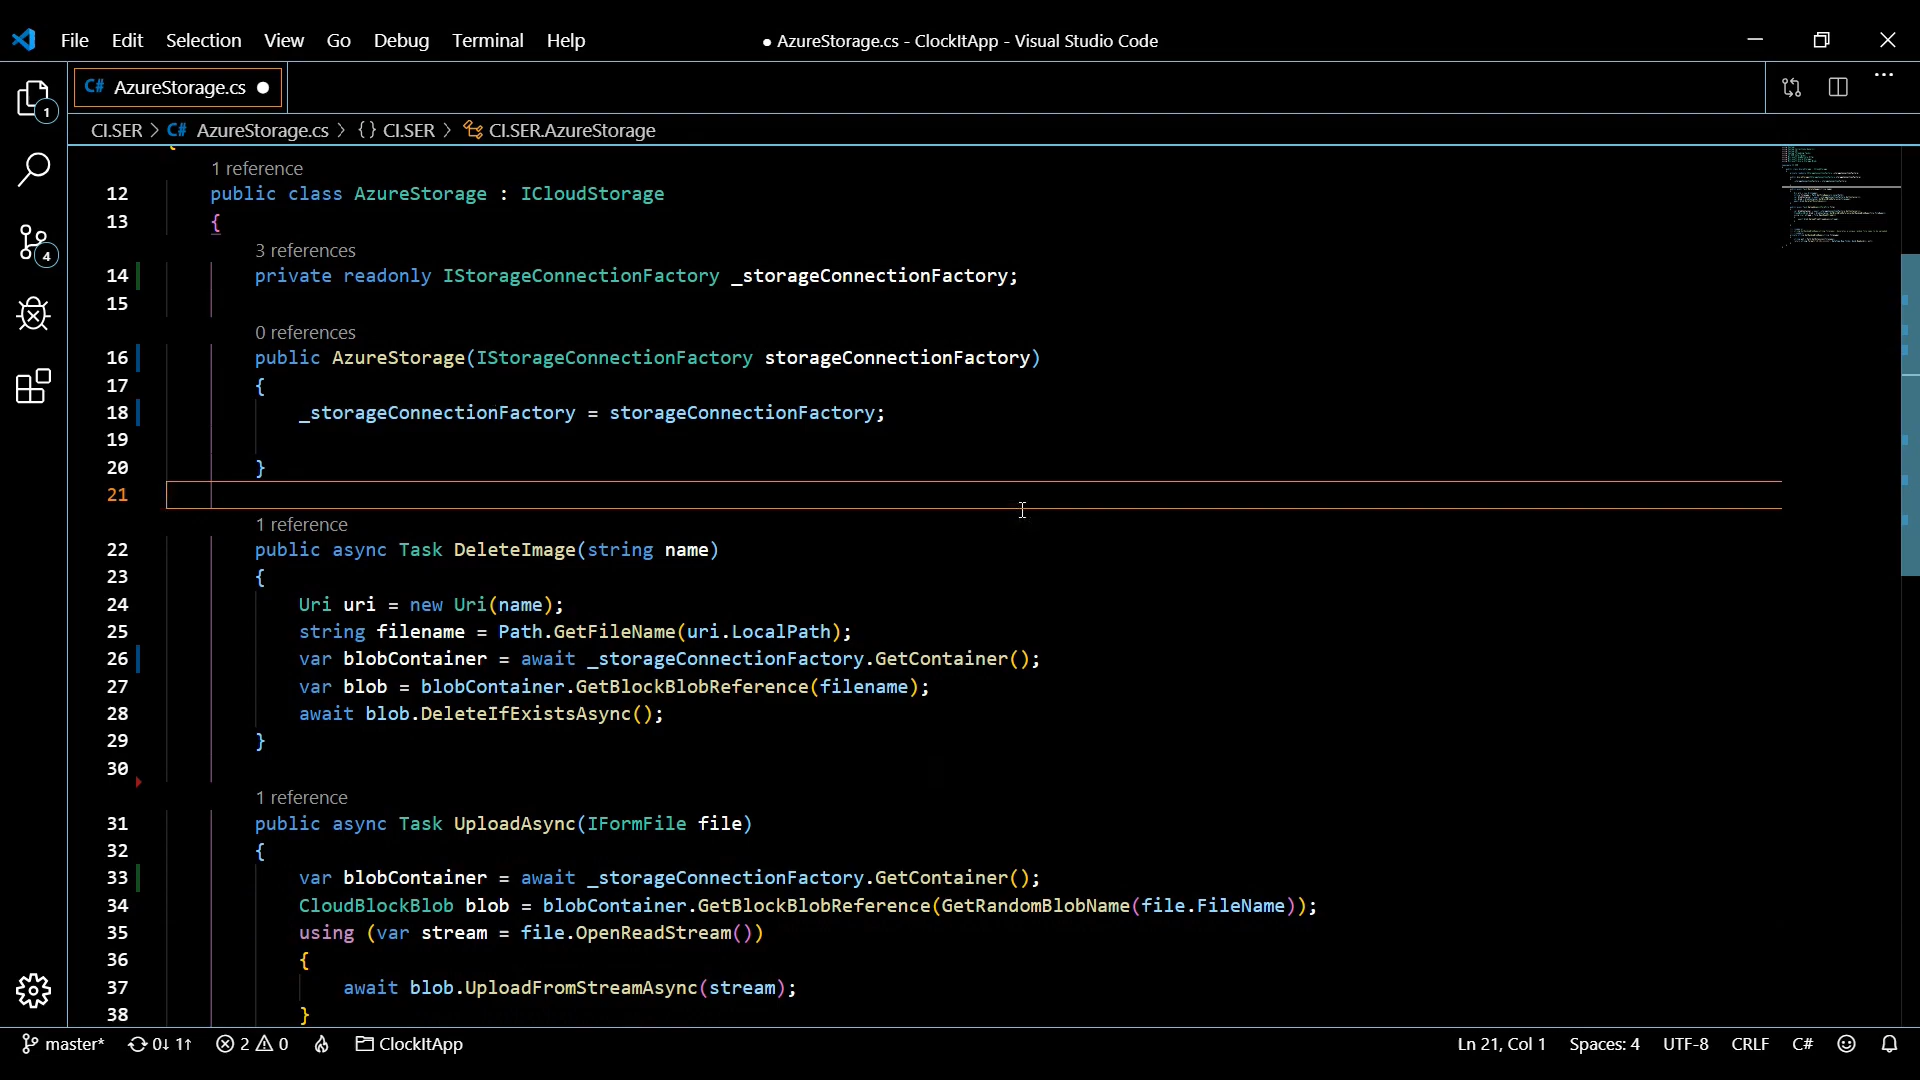 File Edit Selection View Go Debug Terminal Help
● AzureStorage.cs - ClockItApp - Visual Studio Code
C# AzureStorage.cs ●
CI.SER > C# AzureStorage.cs > {} CI.SER > CI.SER.AzureStorage
1
4
1 reference
12 public class AzureStorage : ICloudStorage
13 {
3 references
14 private readonly IStorageConnectionFactory _storageConnectionFactory;
15
0 references
16 public AzureStorage(IStorageConnectionFactory storageConnectionFactory)
17 {
18 _storageConnectionFactory = storageConnectionFactory;
19
20 }
21
1 reference
22 public async Task DeleteImage(string name)
23 {
24 Uri uri = new Uri(name);
25 string filename = Path.GetFileName(uri.LocalPath);
26 var blobContainer = await _storageConnectionFactory.GetContainer();
27 var blob = blobContainer.GetBlockBlobReference(filename);
28 await blob.DeleteIfExistsAsync();
29 }
30
1 reference
31 public async Task UploadAsync(IFormFile file)
32 {
33 var blobContainer = await _storageConnectionFactory.GetContainer();
34 CloudBlockBlob blob = blobContainer.GetBlockBlobReference(GetRandomBlobName(file.FileName));
35 using (var stream = file.OpenReadStream())
36 {
37 await blob.UploadFromStreamAsync(stream);
38 }
master* 0↓ 1↑ 2 0 ClockItApp Ln 21, Col 1 Spaces: 4 UTF-8 CRLF C#